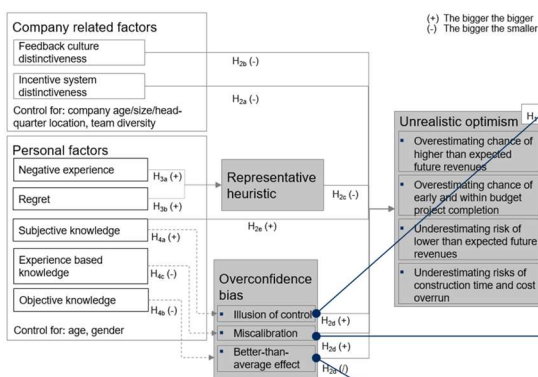 (+) The bigger the bigger
(-) The bigger the smaller
Company related factors
Feedback culture
distinctiveness
H2b (-)
Incentive system
distinctiveness
H2a (-)
Control for: company age/size/head-
quarter location, team diversity
Personal factors
Negative experience
H3a (+)
Regret
H3b (+)
Representative
heuristic
H2c (-)
H2e (+)
Subjective knowledge
H4a (+)
Experience based
knowledge
H4c (-)
Objective knowledge
H4b (-)
Control for: age, gender
Overconfidence
bias
Illusion of control
H2d (+)
Miscalibration
H2d (+)
Better-than-
average effect
H2d (/)
Unrealistic optimism
Overestimating chance of
higher than expected
future revenues
Overestimating chance of
early and within budget
project completion
Underestimating risk of
lower than expected future
revenues
Underestimating risks of
construction time and cost
overrun